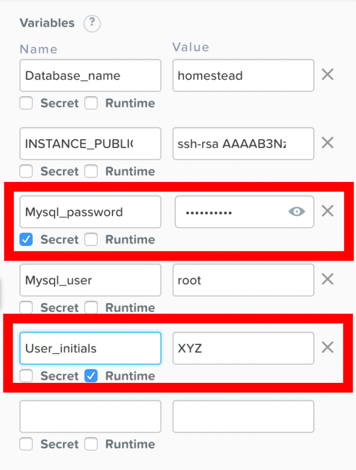 Variables ?
Name Value
Database_name homestead
Secret Runtime
INSTANCE_PUBLI ssh-rsa AAAAB3Nz
Secret Runtime
Mysql_password ••••••••••
Secret Runtime
Mysql_user root
Secret Runtime
User_initials XYZ
Secret Runtime
Secret Runtime